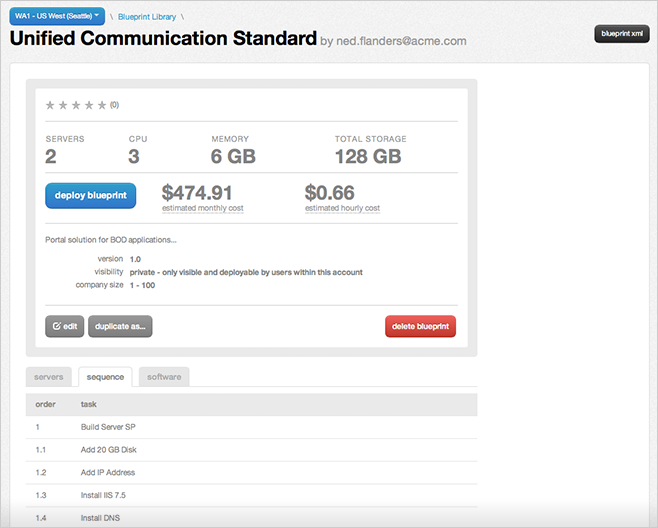 WA1 - US West (Seattle) \ Blueprint Library \
Unified Communication Standard by ned.flanders@acme.com
blueprint xml
(0)
SERVERS CPU MEMORY TOTAL STORAGE
2 3 6 GB 128 GB
deploy blueprint $474.91 $0.66
estimated monthly cost estimated hourly cost
Portal solution for BOD applications...
version 1.0
visibility private - only visible and deployable by users within this account
company size 1 - 100
edit duplicate as... delete blueprint
servers sequence software
order task
1 Build Server SP
1.1 Add 20 GB Disk
1.2 Add IP Address
1.3 Install IIS 7.5
1.4 Install DNS